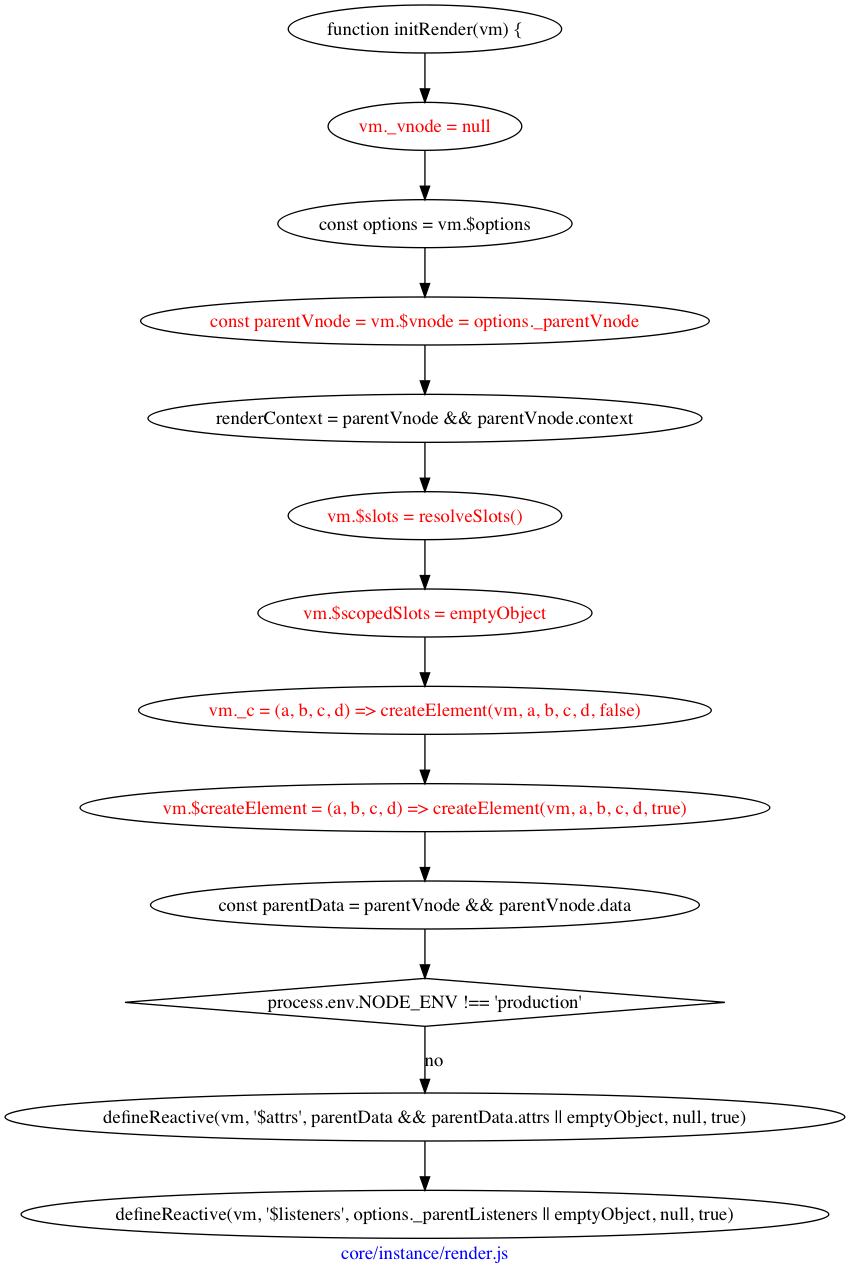 function initRender(vm) {
vm._vnode = null
const options = vm.$options
const parentVnode = vm.$vnode = options._parentVnode
renderContext = parentVnode && parentVnode.context
vm.$slots = resolveSlots()
vm.$scopedSlots = emptyObject
vm._c = (a, b, c, d) => createElement(vm, a, b, c, d, false)
vm.$createElement = (a, b, c, d) => createElement(vm, a, b, c, d, true)
const parentData = parentVnode && parentVnode.data
process.env.NODE_ENV !== 'production'
no
defineReactive(vm, '$attrs', parentData && parentData.attrs || emptyObject, null, true)
defineReactive(vm, '$listeners', options._parentListeners || emptyObject, null, true)
core/instance/render.js